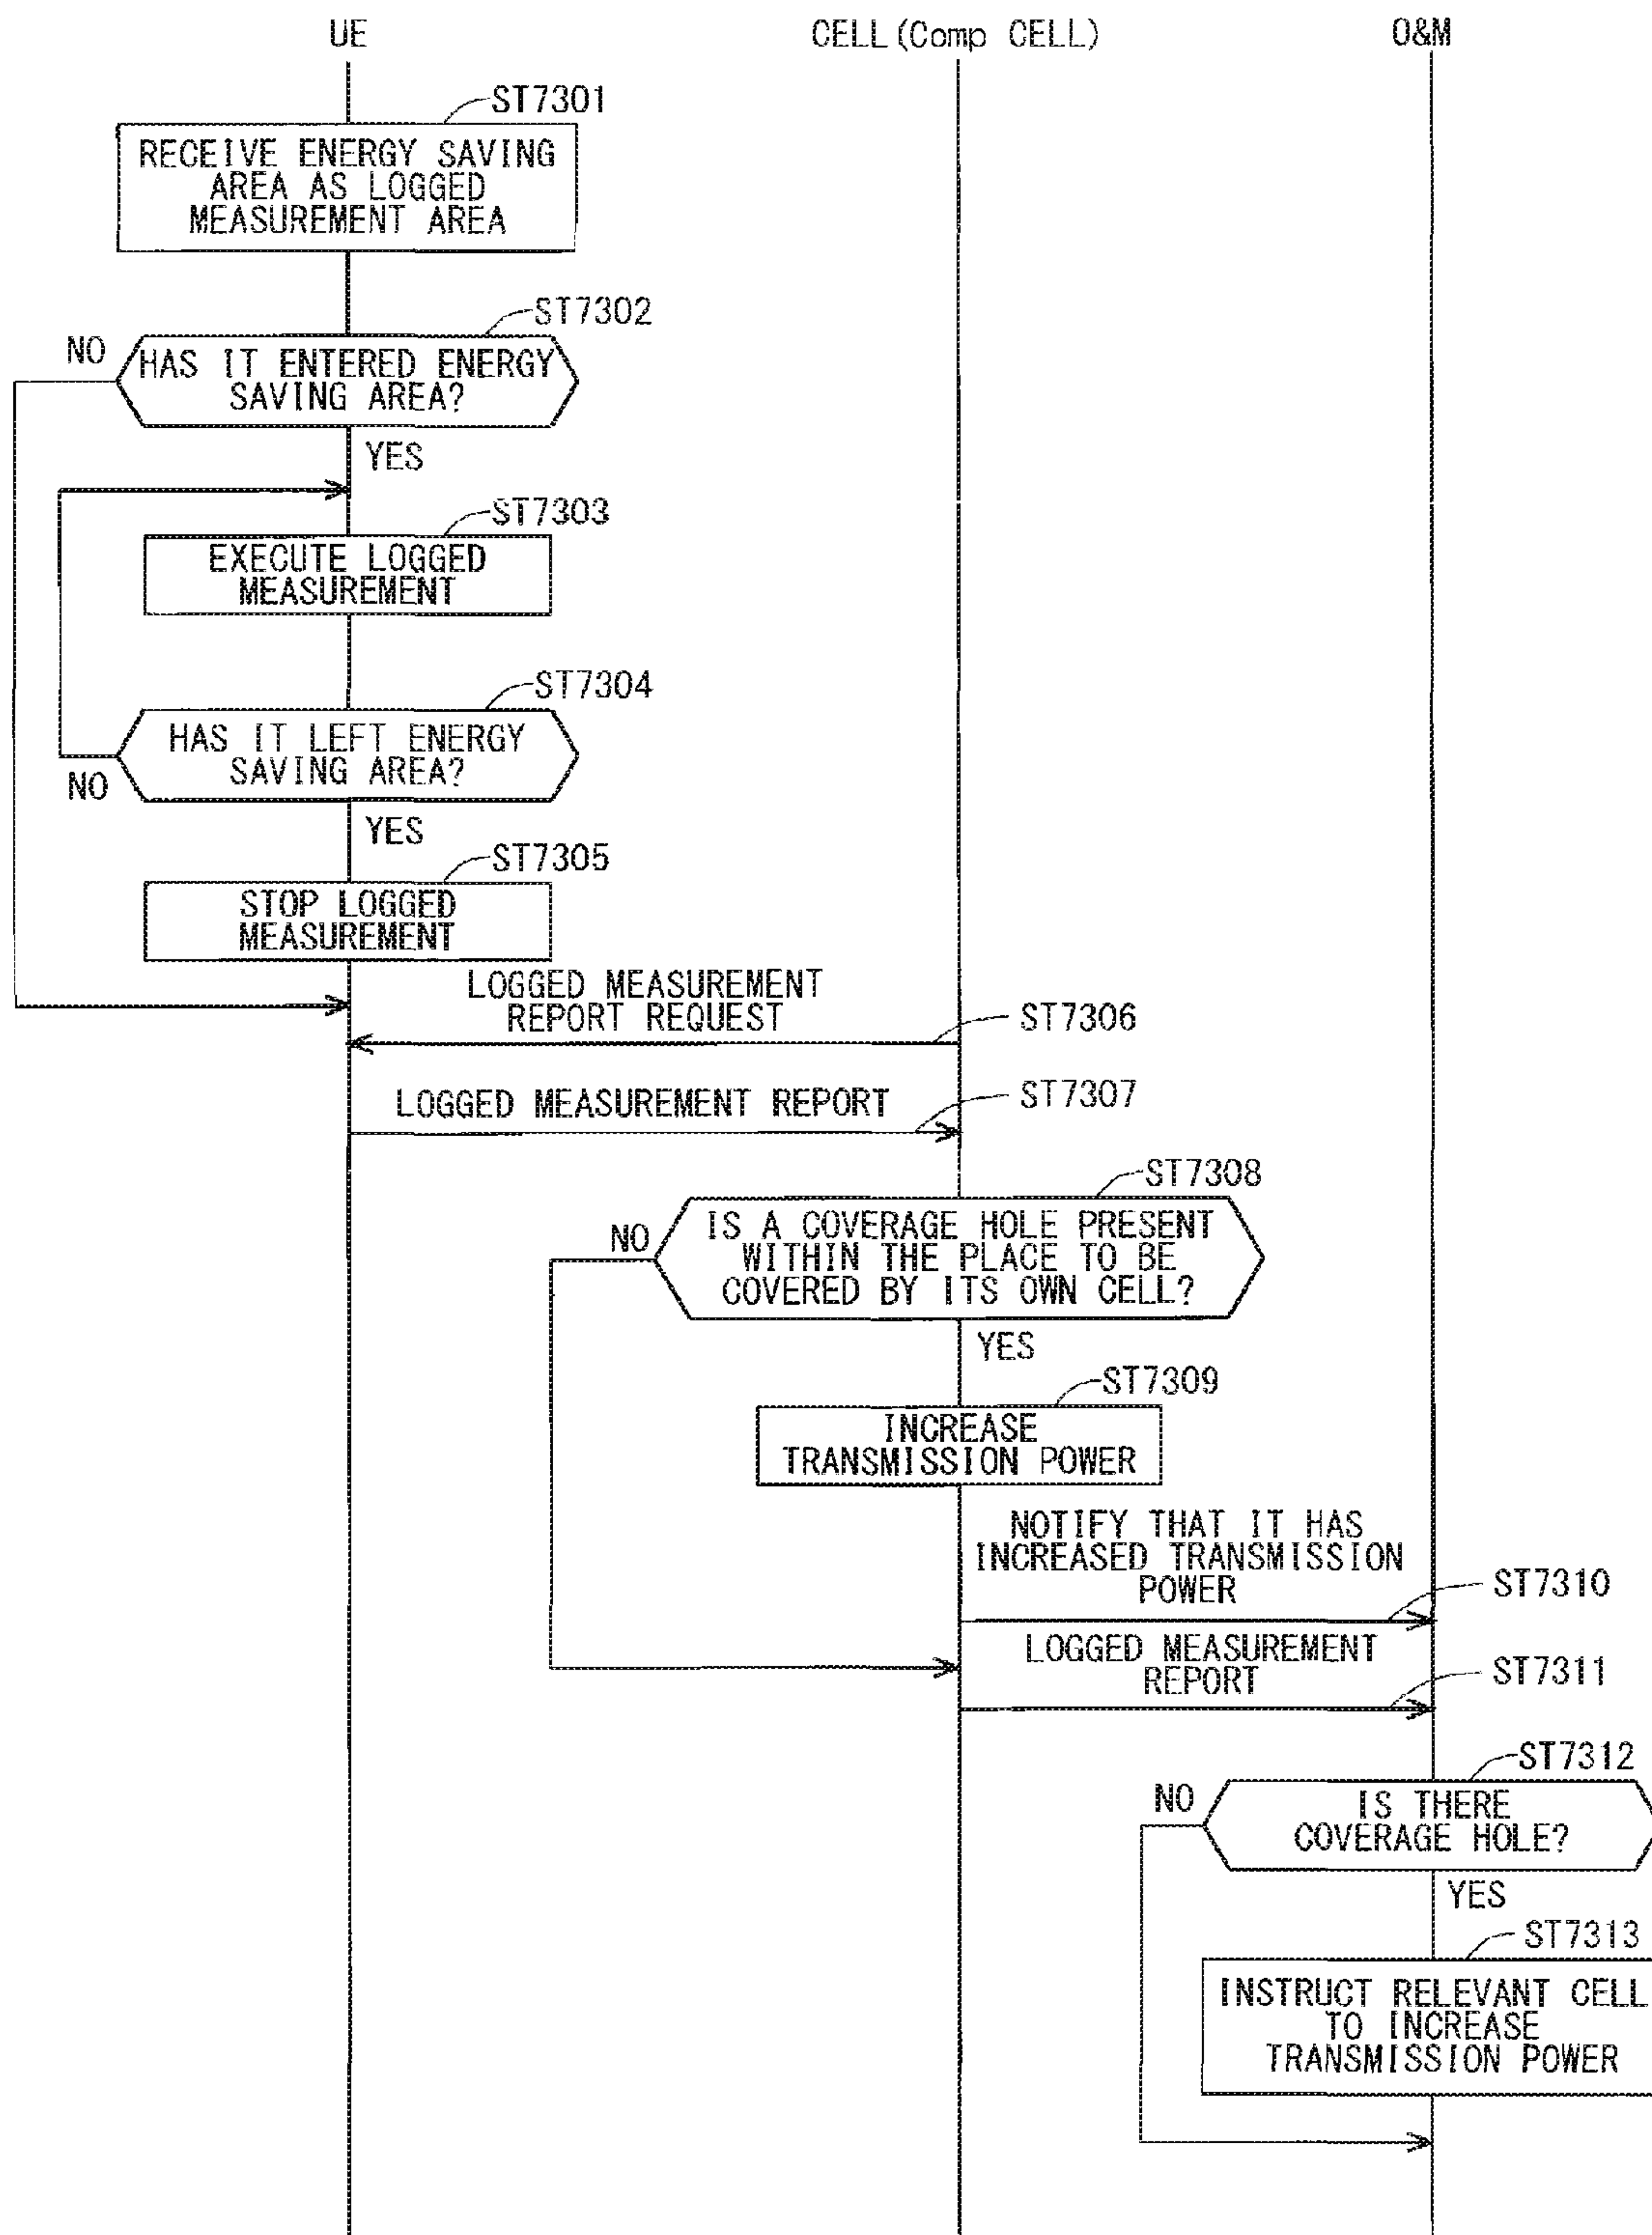 UE
CELL(Comp CELL)
O&M
ST7301
RECEIVE ENERGY SAVING
AREA AS LOGGED
MEASUREMENT AREA
ST7302
NO
HAS IT ENTERED ENERGY
SAVING AREA?
YES
ST7303
EXECUTE LOGGED
MEASUREMENT
ST7304
HAS IT LEFT ENERGY
SAVING AREA?
NO
YES
ST7305
STOP LOGGED
MEASUREMENT
LOGGED MEASUREMENT
REPORT REQUEST
ST7306
LOGGED MEASUREMENT REPORT
ST7307
ST7308
NO
IS A COVERAGE HOLE PRESENT
WITHIN THE PLACE TO BE
COVERED BY ITS OWN CELL?
YES
ST7309
INCREASE
TRANSMISSION POWER
NOTIFY THAT IT HAS
INCREASED TRANSMISSION
POWER
ST7310
LOGGED MEASUREMENT
REPORT
ST7311
ST7312
NO
IS THERE
COVERAGE HOLE?
YES
ST7313
INSTRUCT RELEVANT CELL
TO INCREASE
TRANSMISSION POWER